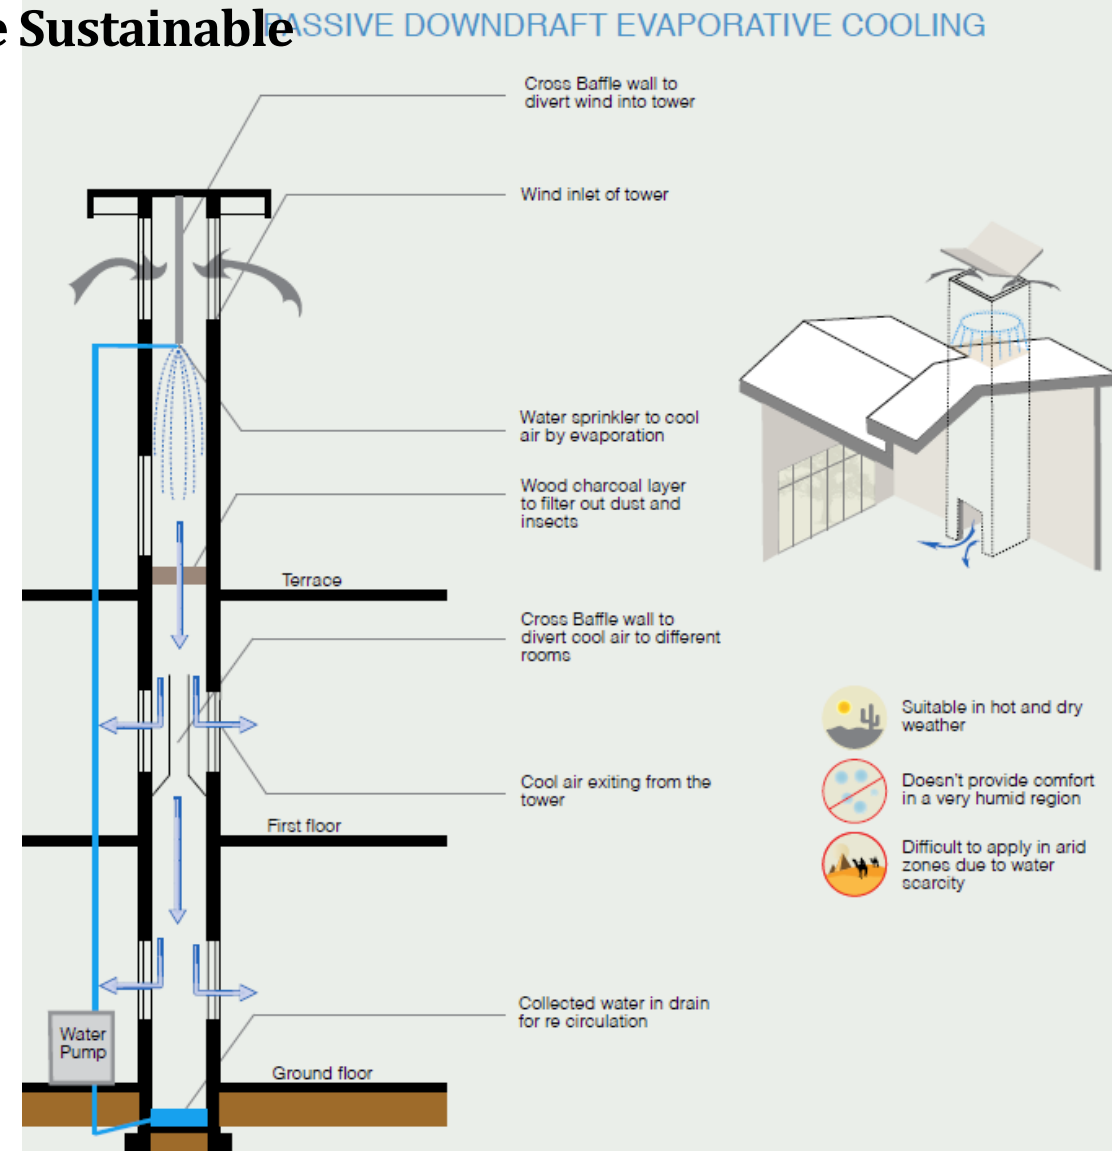 e Sustainable
PASSIVE DOWNDRAFT EVAPORATIVE COOLING
Cross Baffle wall to
divert wind into tower
Wind inlet of tower
Water sprinkler to cool
air by evaporation
Wood charcoal layer
to filter out dust and
insects
Terrace
Cross Baffle wall to
divert cool air to different
rooms
Suitable in hot and dry
weather
Cool air exiting from the
tower
Doesn't provide comfort
in a very humid region
First floor
Difficult to apply in arid
zones due to water
scarcity
Collected water in drain
for re circulation
Water
Pump
Ground floor